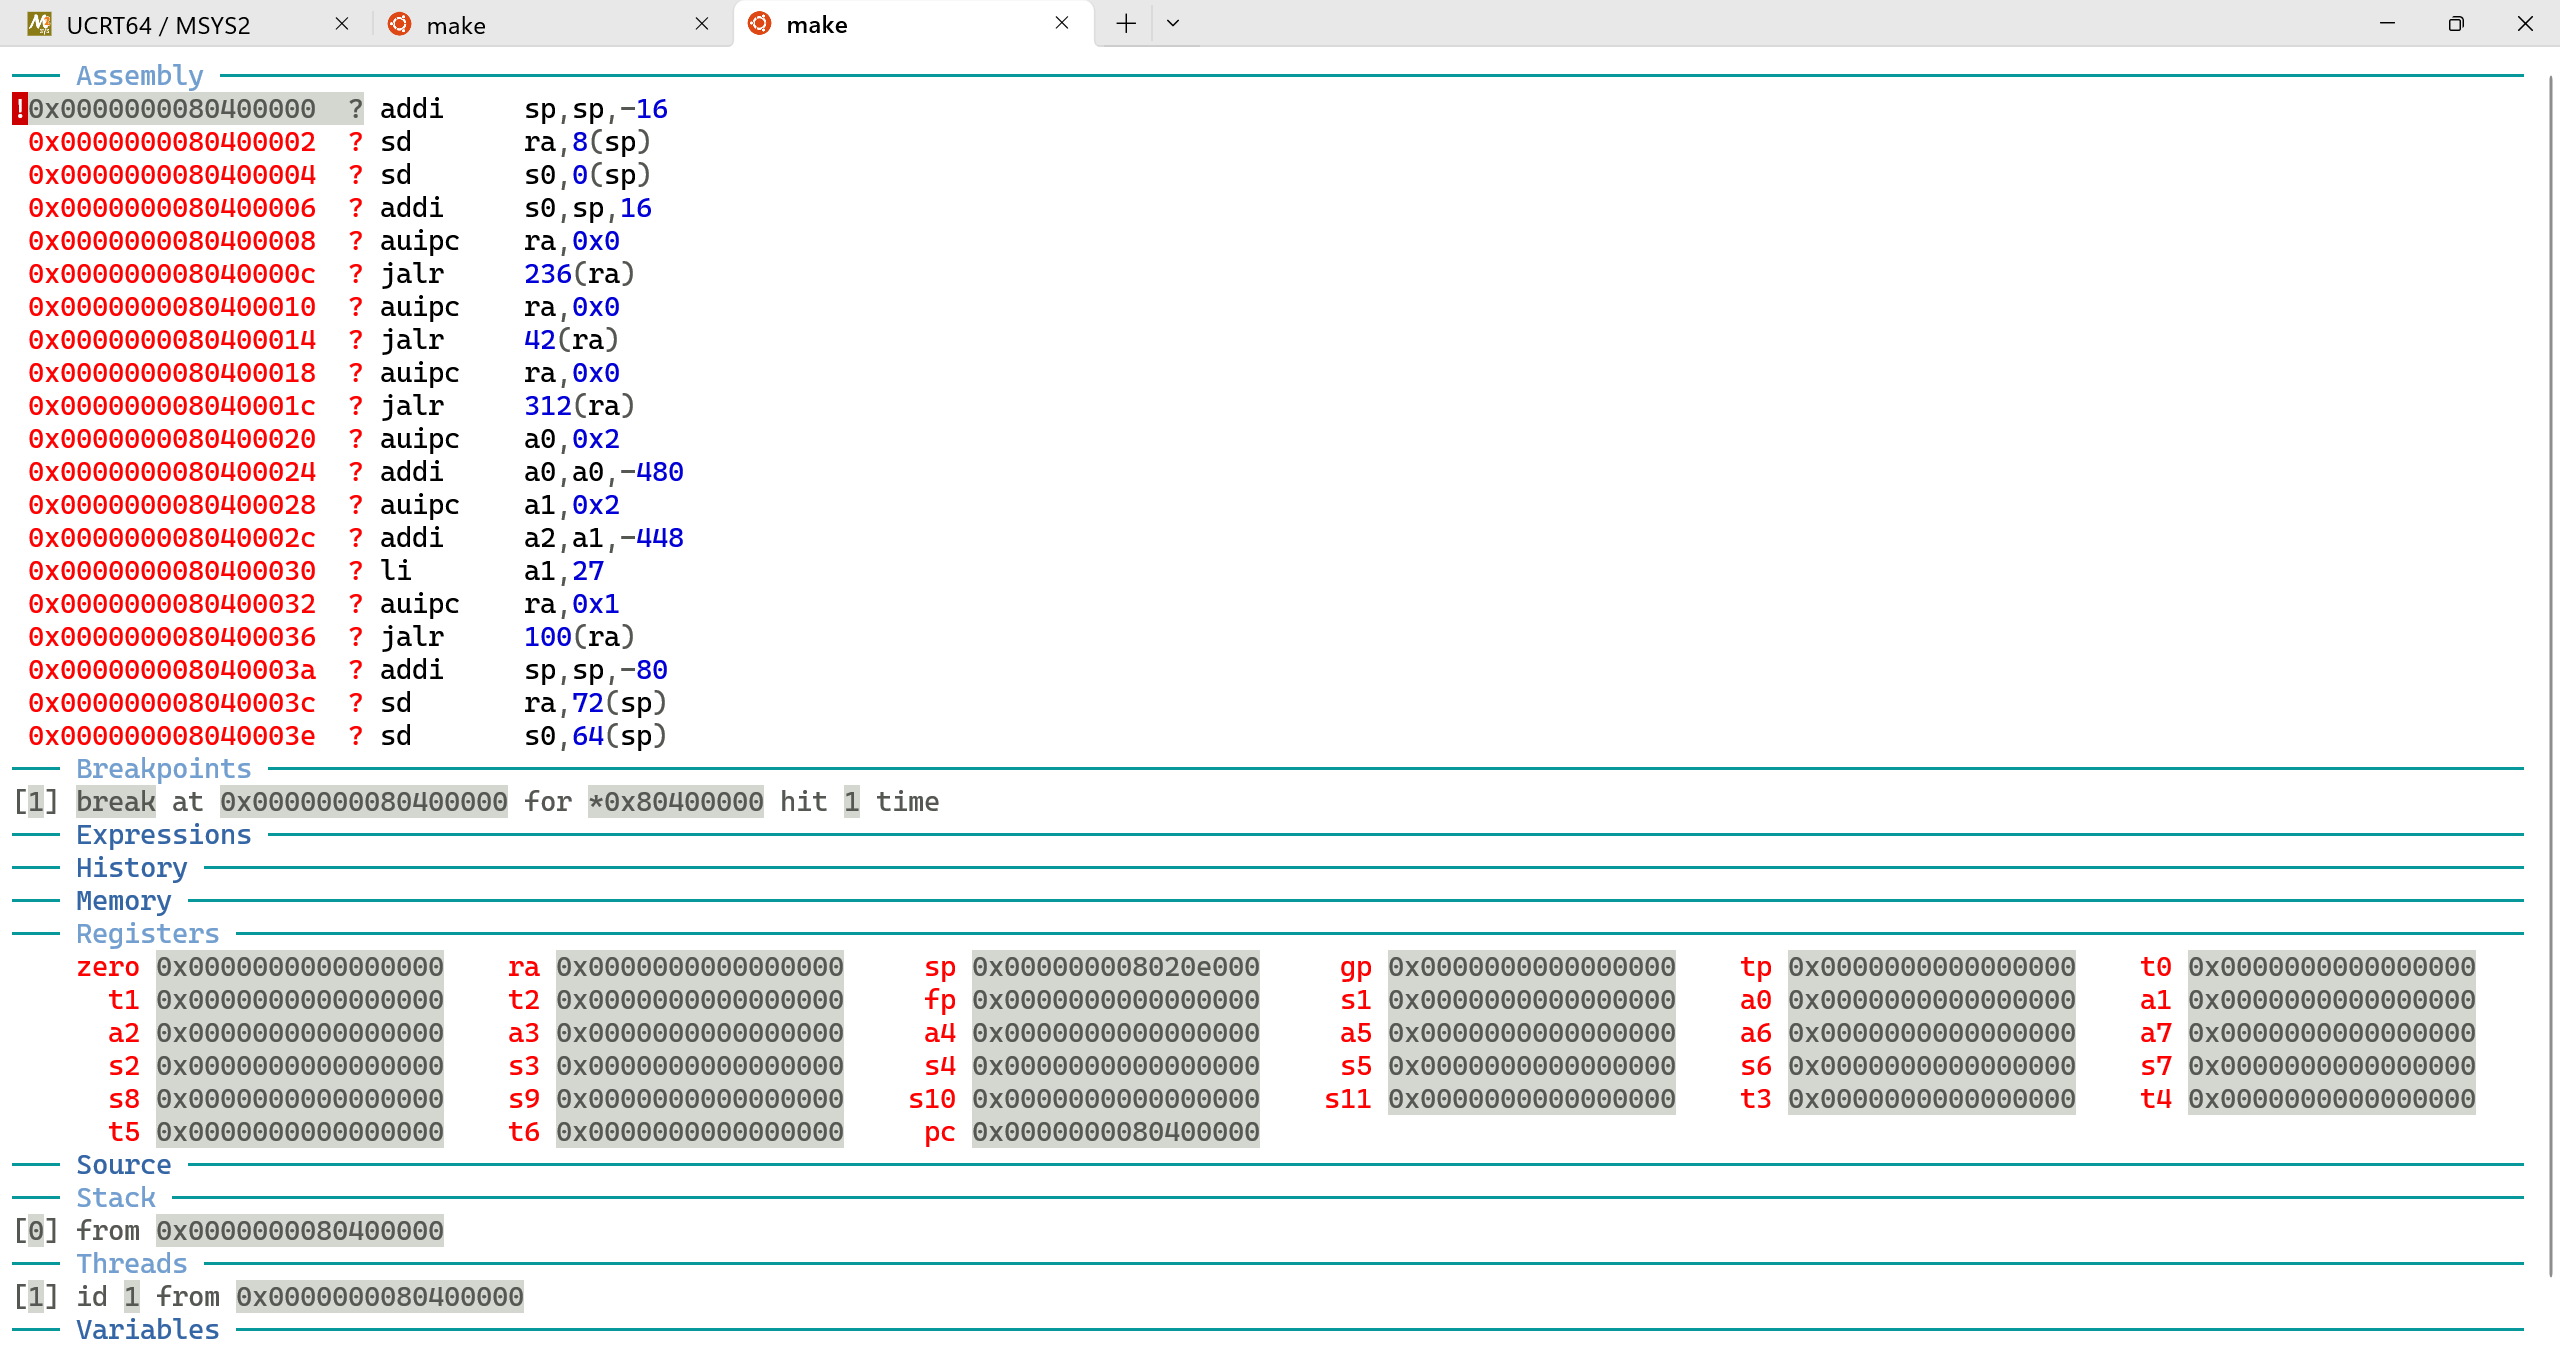 UCRT64 / MSYS2 make make
Assembly
!0x0000000080400000 ? addi sp,sp,-16
0x0000000080400002 ? sd ra,8(sp)
0x0000000080400004 ? sd s0,0(sp)
0x0000000080400006 ? addi s0,sp,16
0x0000000080400008 ? auipc ra,0x0
0x000000008040000c ? jalr 236(ra)
0x0000000080400010 ? auipc ra,0x0
0x0000000080400014 ? jalr 42(ra)
0x0000000080400018 ? auipc ra,0x0
0x000000008040001c ? jalr 312(ra)
0x0000000080400020 ? auipc a0,0x2
0x0000000080400024 ? addi a0,a0,-480
0x0000000080400028 ? auipc a1,0x2
0x000000008040002c ? addi a2,a1,-448
0x0000000080400030 ? li a1,27
0x0000000080400032 ? auipc ra,0x1
0x0000000080400036 ? jalr 100(ra)
0x000000008040003a ? addi sp,sp,-80
0x000000008040003c ? sd ra,72(sp)
0x000000008040003e ? sd s0,64(sp)
Breakpoints
[1] break at 0x0000000080400000 for *0x80400000 hit 1 time
Expressions
History
Memory
Registers
zero 0x0000000000000000 ra 0x0000000000000000 sp 0x000000008020e000 gp 0x0000000000000000 tp 0x0000000000000000 t0 0x0000000000000000
t1 0x0000000000000000 t2 0x0000000000000000 fp 0x0000000000000000 s1 0x0000000000000000 a0 0x0000000000000000 a1 0x0000000000000000
a2 0x0000000000000000 a3 0x0000000000000000 a4 0x0000000000000000 a5 0x0000000000000000 a6 0x0000000000000000 a7 0x0000000000000000
s2 0x0000000000000000 s3 0x0000000000000000 s4 0x0000000000000000 s5 0x0000000000000000 s6 0x0000000000000000 s7 0x0000000000000000
s8 0x0000000000000000 s9 0x0000000000000000 s10 0x0000000000000000 s11 0x0000000000000000 t3 0x0000000000000000 t4 0x0000000000000000
t5 0x0000000000000000 t6 0x0000000000000000 pc 0x0000000080400000
Source
Stack
[0] from 0x0000000080400000
Threads
[1] id 1 from 0x0000000080400000
Variables